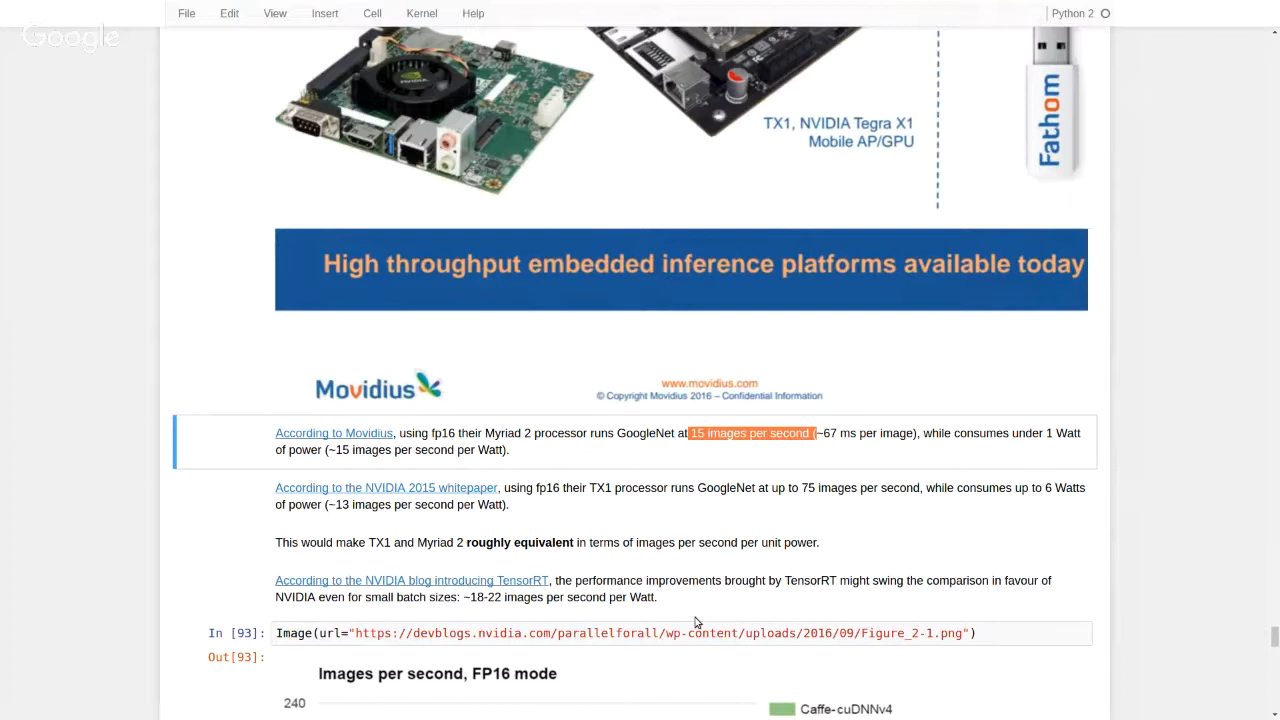 File Edit View Insert Cell Kernel Help Python 2
Google
TX1, NVIDIA Tegra X1
Mobile AP/GPU
Fathom
High throughput embedded inference platforms available today
Movidius
www.movidius.com
© Copyright Movidius 2016 – Confidential Information
According to Movidius, using fp16 their Myriad 2 processor runs GoogleNet at 15 images per second (~67 ms per image), while consumes under 1 Watt
of power (~15 images per second per Watt).
According to the NVIDIA 2015 whitepaper, using fp16 their TX1 processor runs GoogleNet at up to 75 images per second, while consumes up to 6 Watts
of power (~13 images per second per Watt).
This would make TX1 and Myriad 2 roughly equivalent in terms of images per second per unit power.
According to the NVIDIA blog introducing TensorRT, the performance improvements brought by TensorRT might swing the comparison in favour of
NVIDIA even for small batch sizes: ~18-22 images per second per Watt.
In [93]: Image(url="https://devblogs.nvidia.com/parallelforall/wp-content/uploads/2016/09/Figure_2-1.png")
Out[93]:
Images per second, FP16 mode
240
Caffe-cuDNNv4